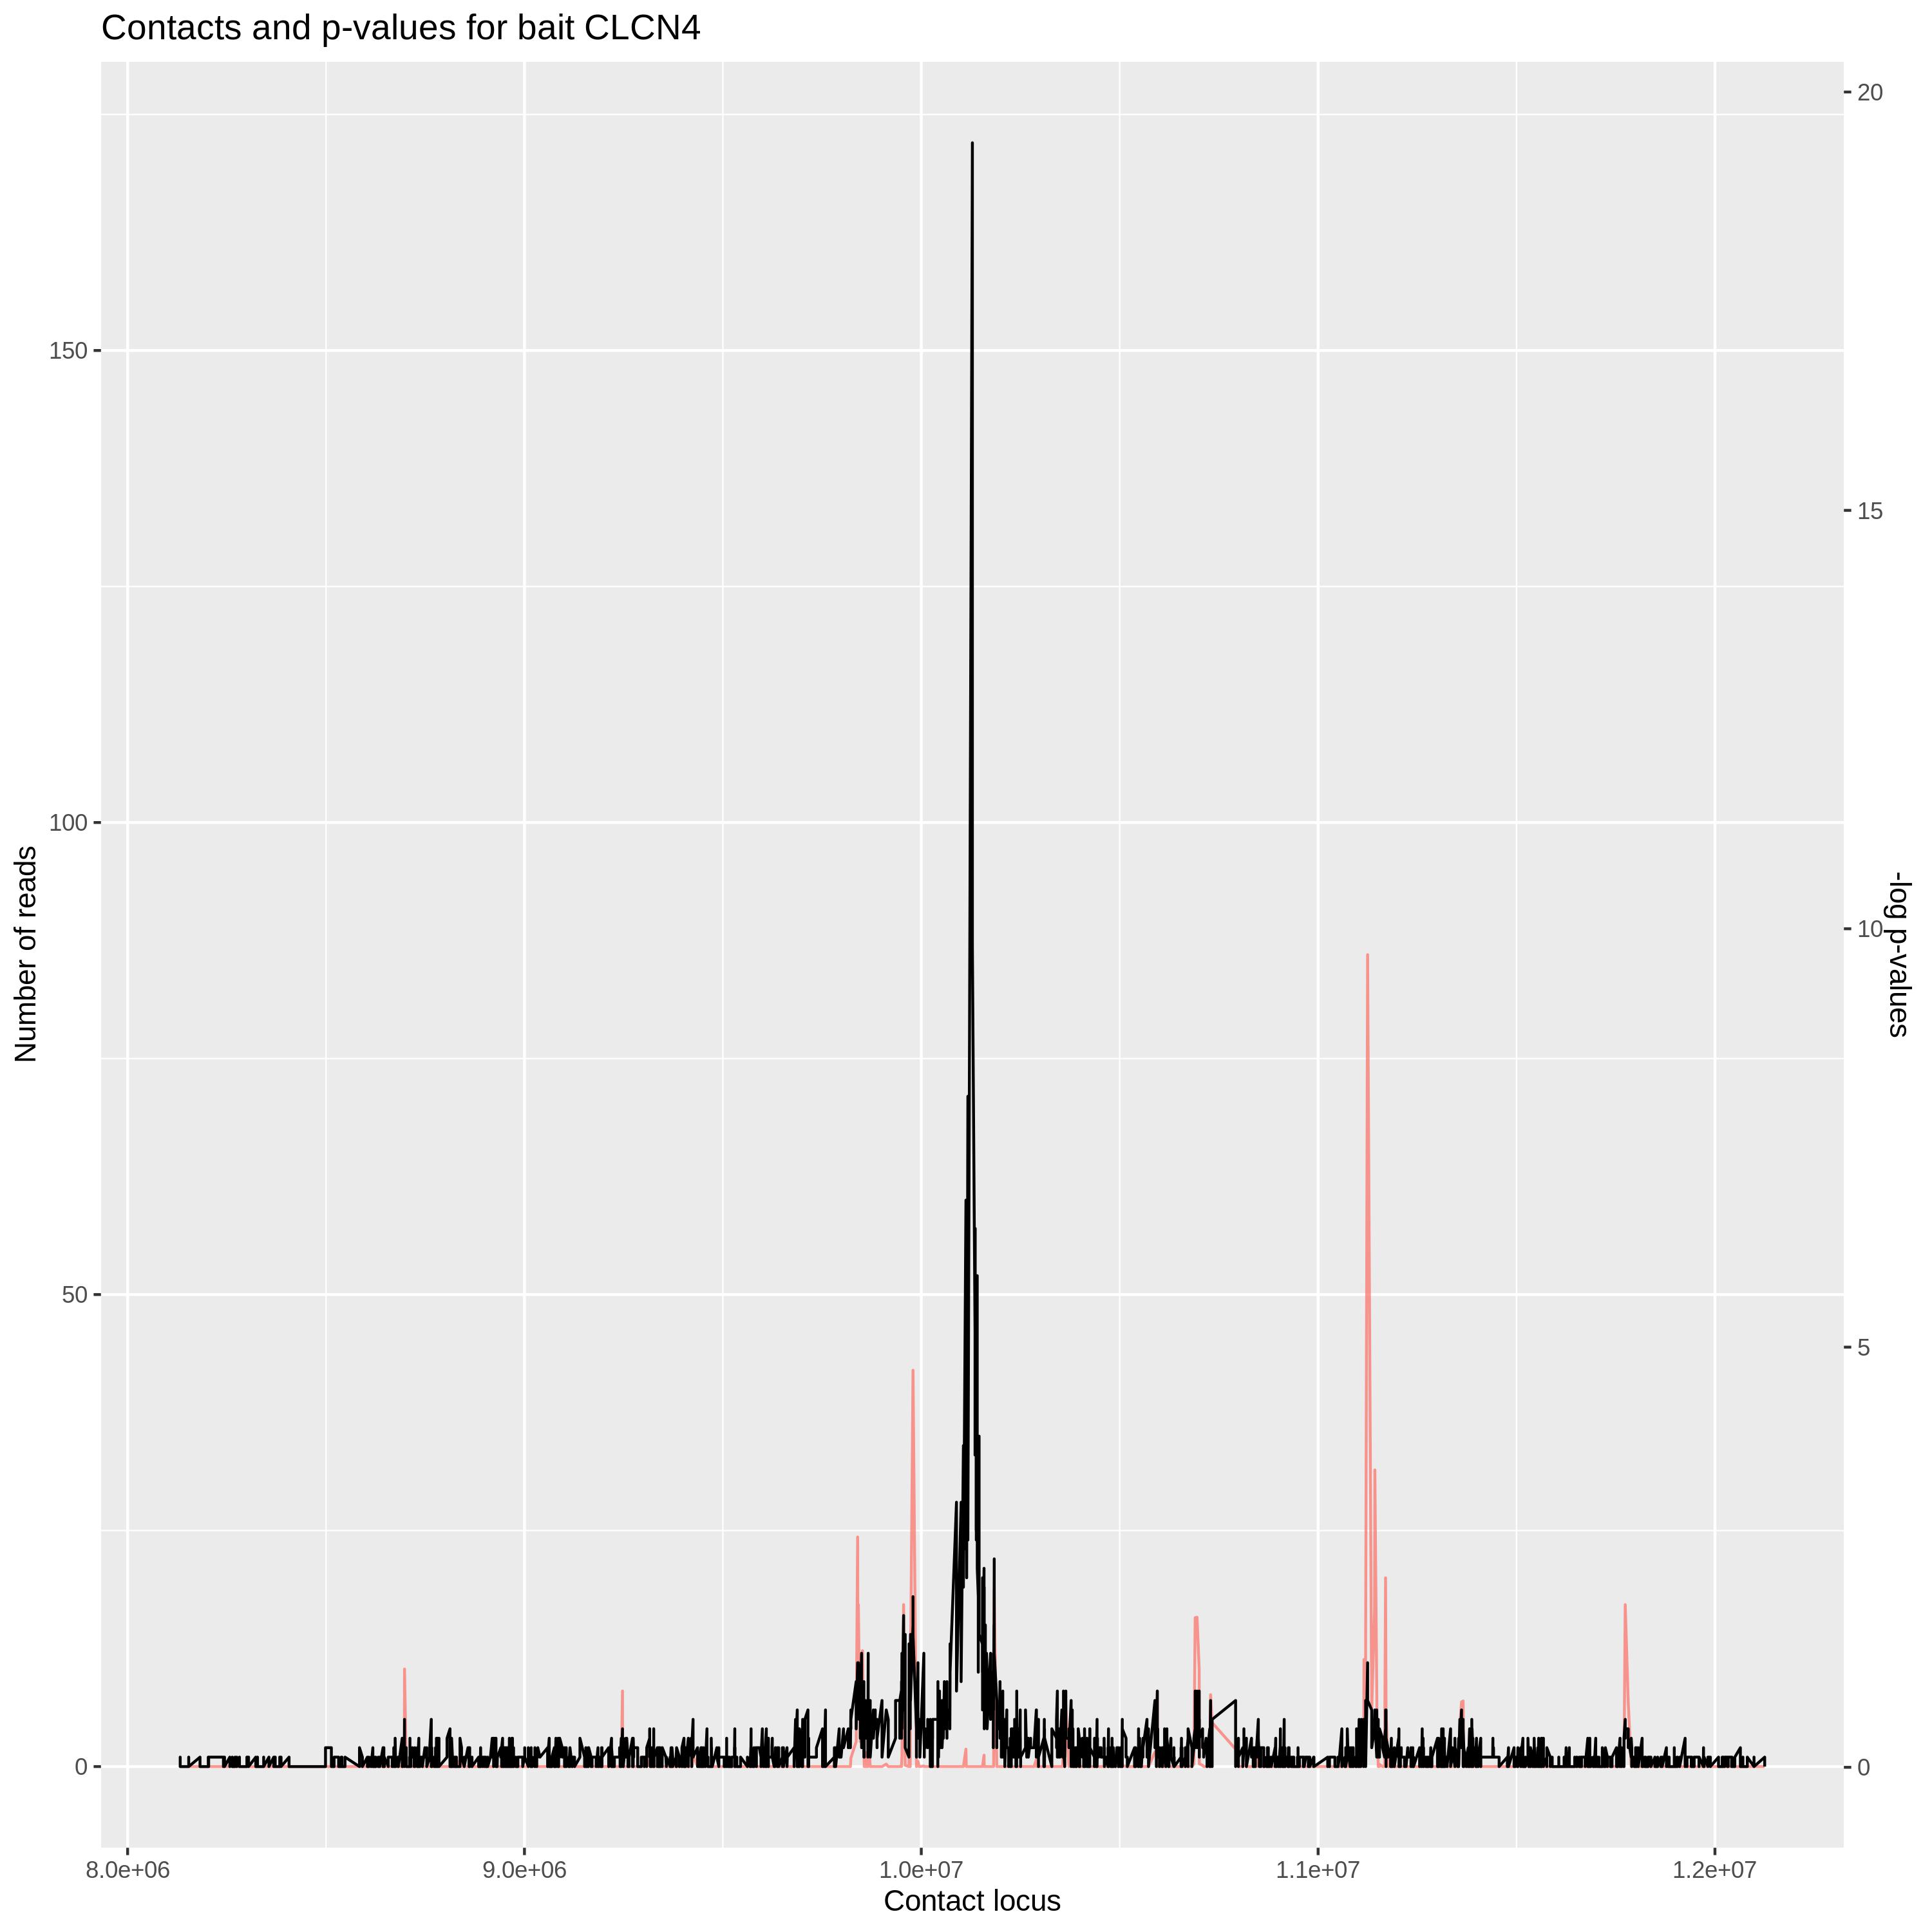 Contacts and p-values for bait CLCN4
Number of reads
150
100
50
0
20
15
10
5
0
-log p-values
8.0e+06
9.0e+06
1.0e+07
1.1e+07
1.2e+07
Contact locus